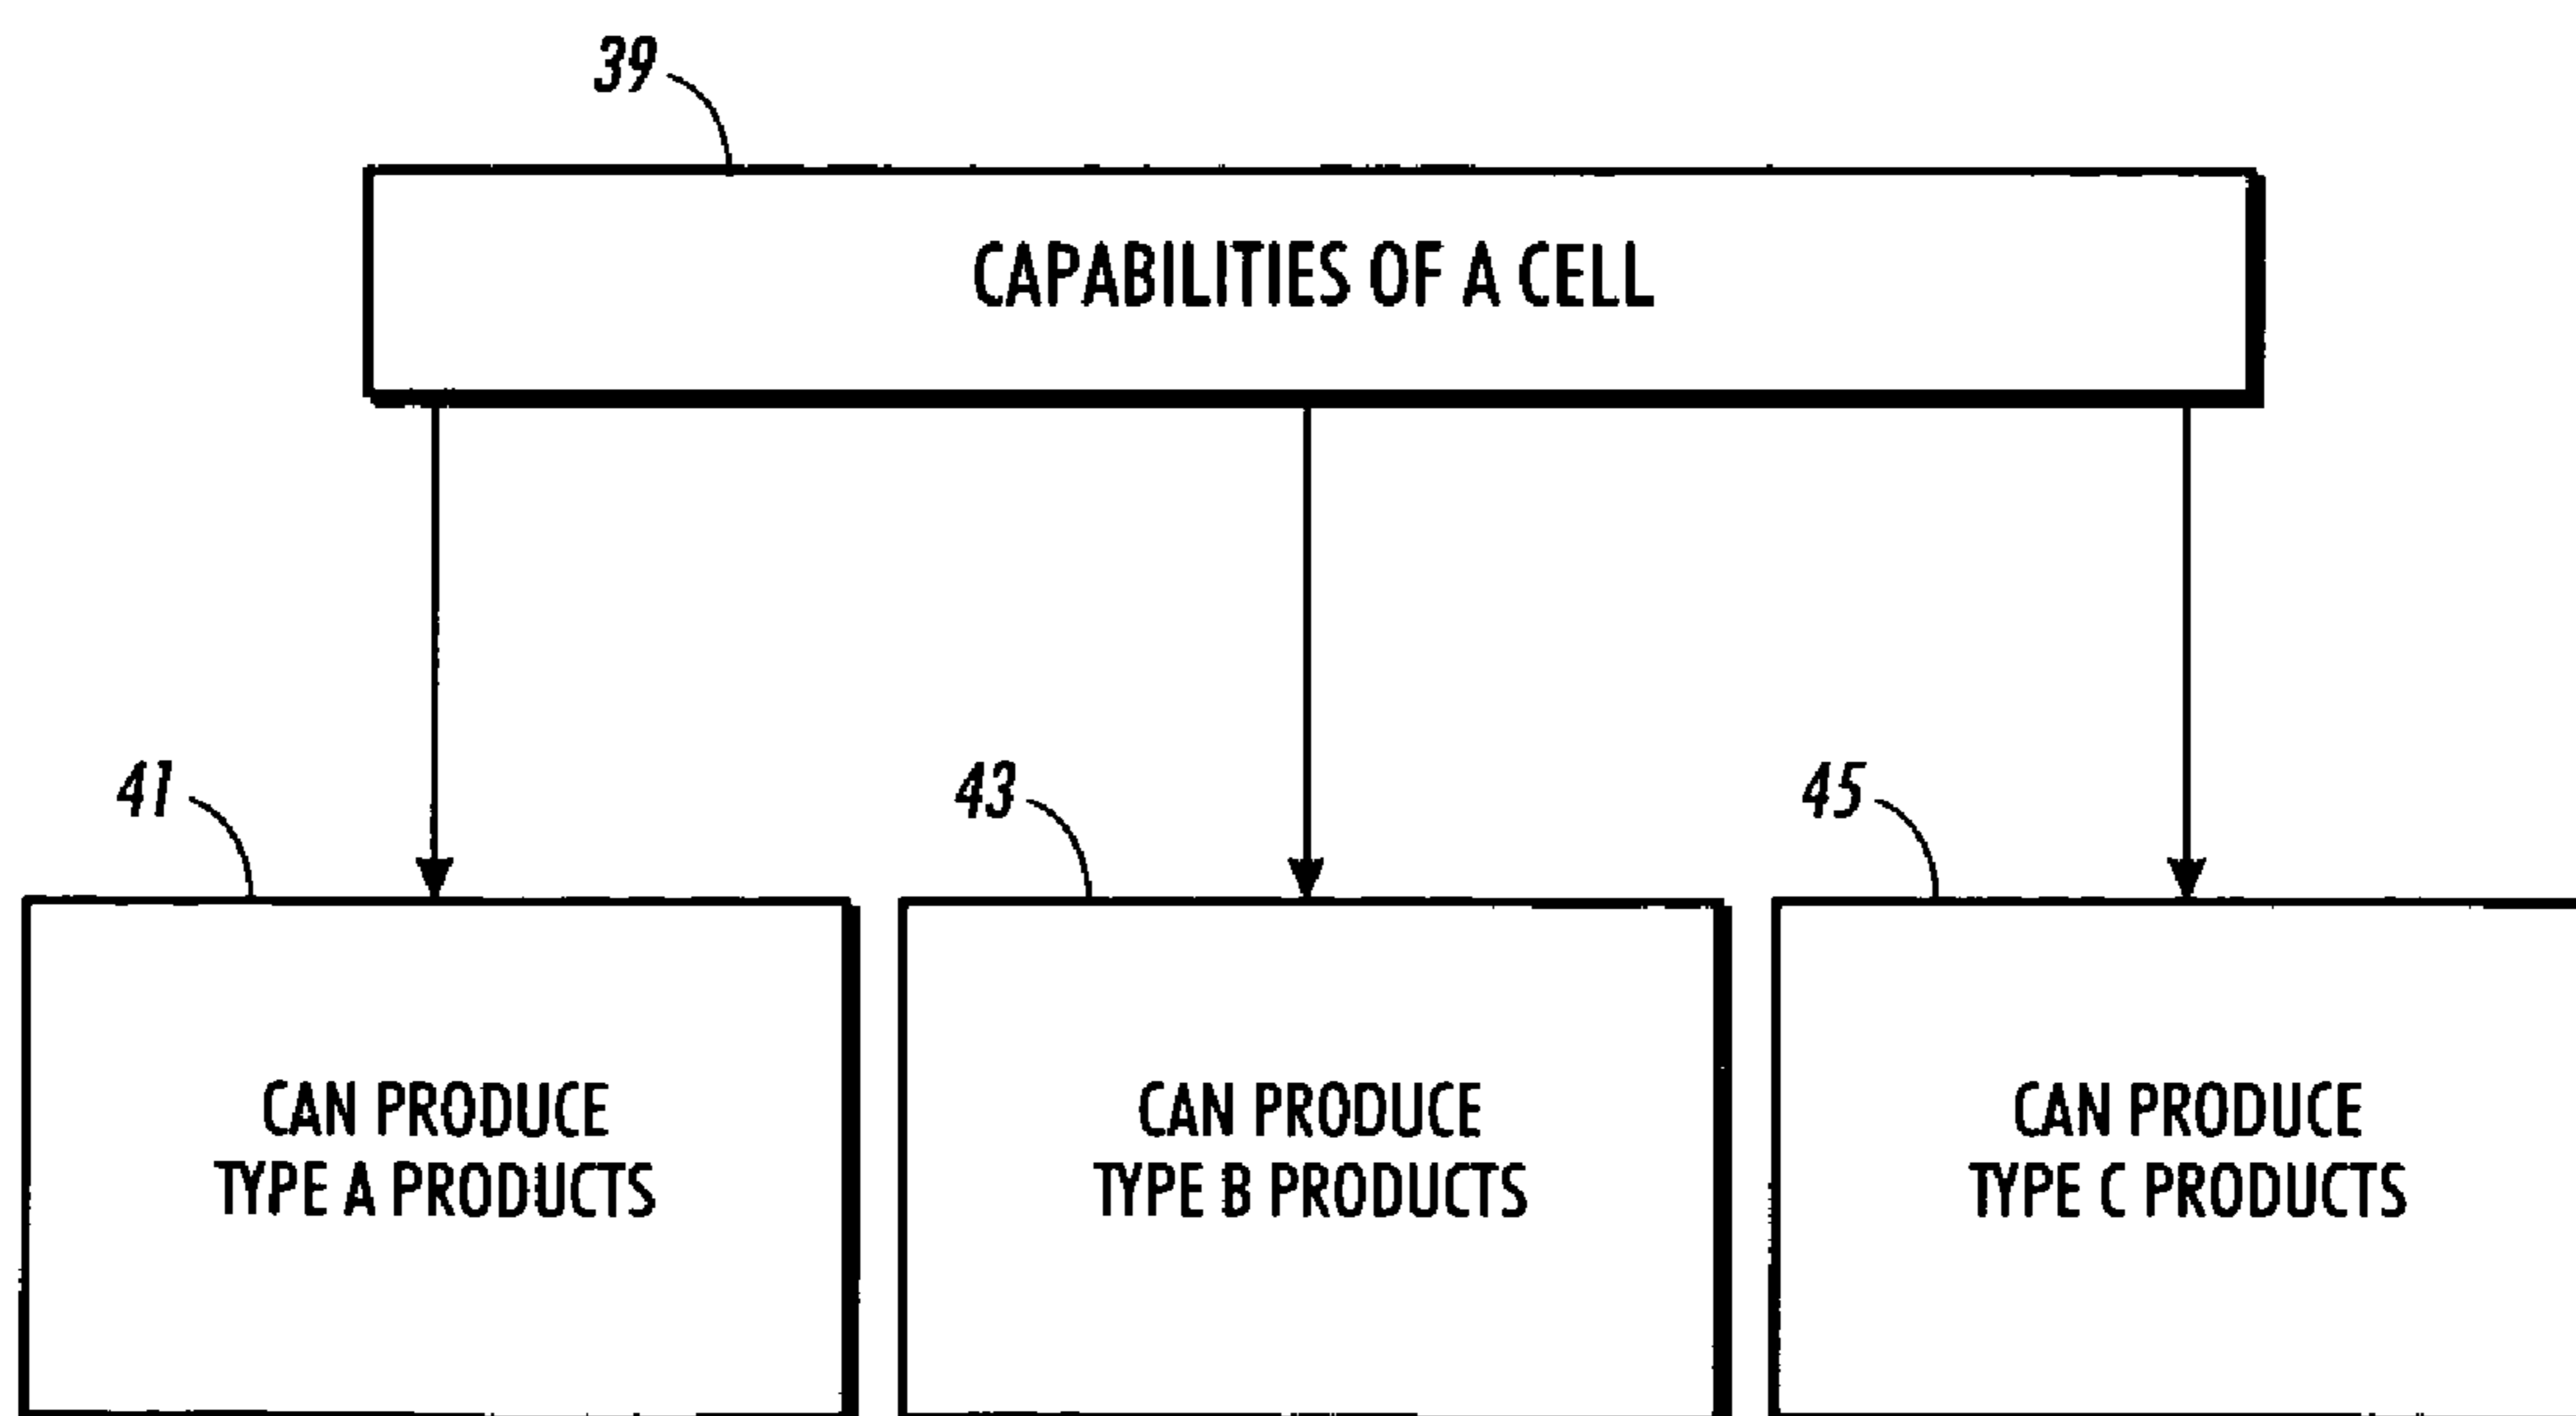 39
CAPABILITIES OF A CELL
41
43
45
CAN PRODUCE
TYPE A PRODUCTS
CAN PRODUCE
TYPE B PRODUCTS
CAN PRODUCE
TYPE C PRODUCTS